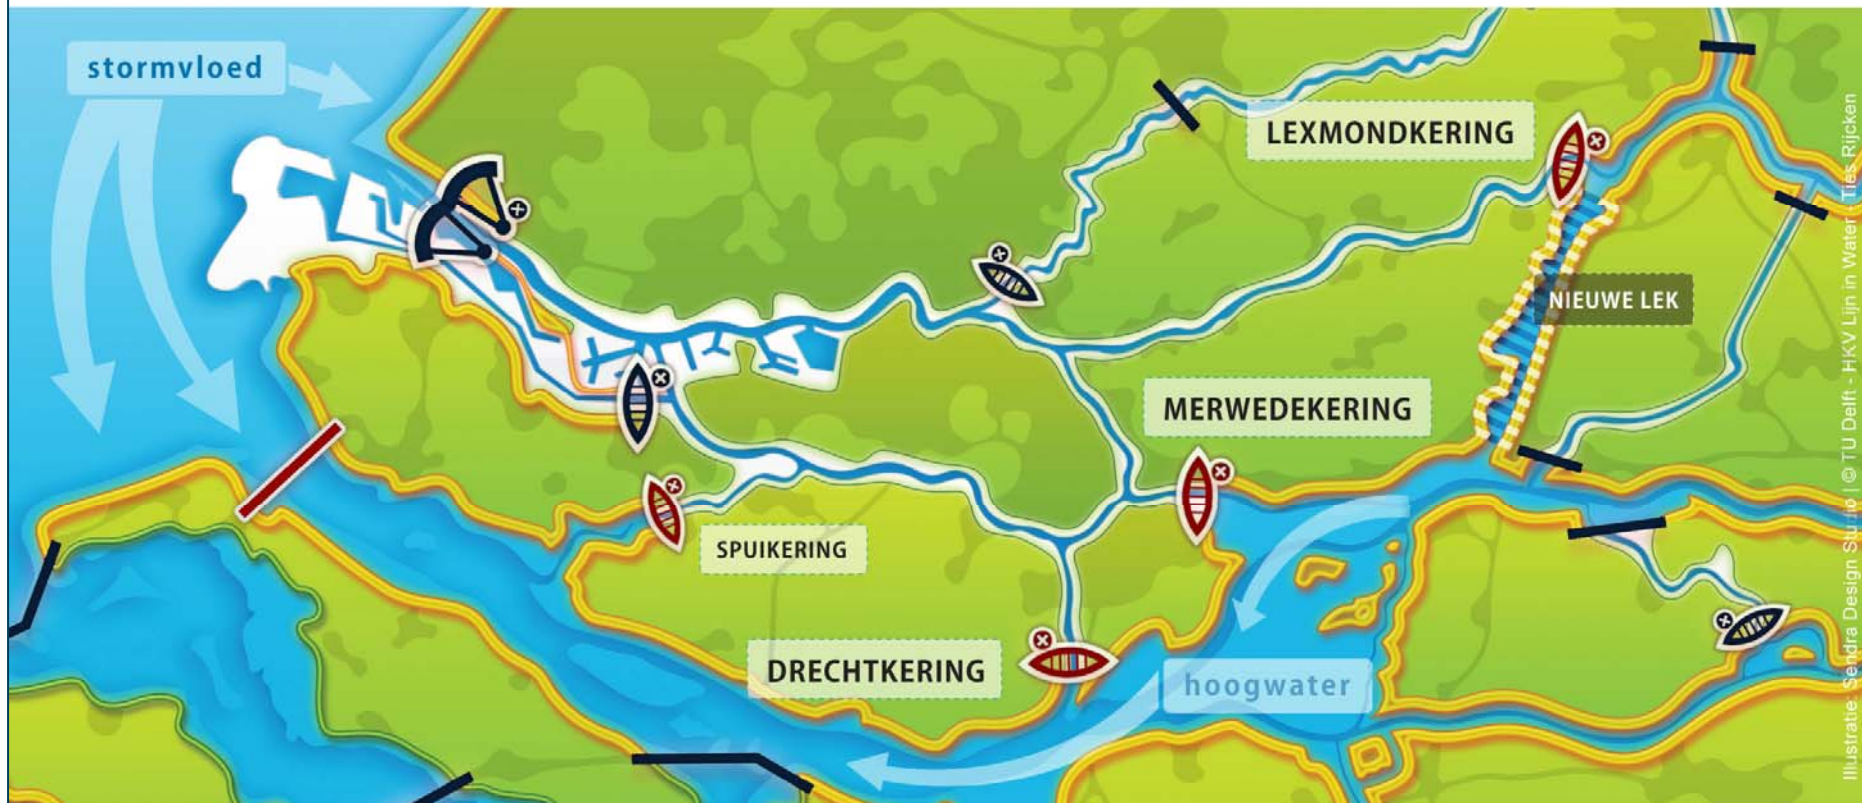 stormvloed
LEXMONDKERING
NIEUWE LEK
MERWEDEKERING
SPUIKERING
DRECHTKERING
hoogwater
Illustratie Sendra Design Studio | © TU Delft - HKV Lijn in Water - Ties Rijcken